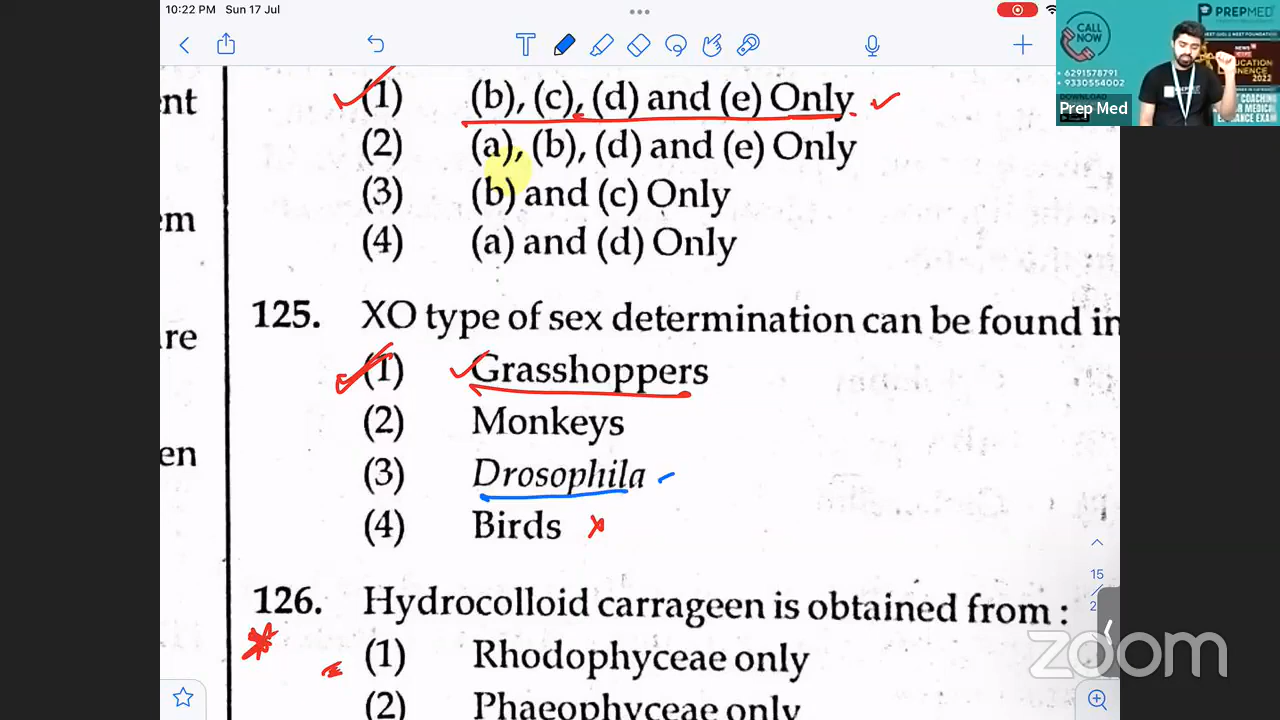 10:22 PM Sun 17 Jul
PREPMED
CALL
NOW
6291578791
9330554002
2022
Prep Med
ent
(1) (b), (c), (d) and (e) Only
(2) (a), (b), (d) and (e) Only
(3) (b) and (c) Only
em
(4) (a) and (d) Only
125. XO type of sex determination can be found in
are
(1) Grasshoppers
(2) Monkeys
en
(3) Drosophila
(4) Birds
15
126. Hydrocolloid carrageen is obtained from :
(1) Rhodophyceae only
(2) Phaeophyceae only
zoom